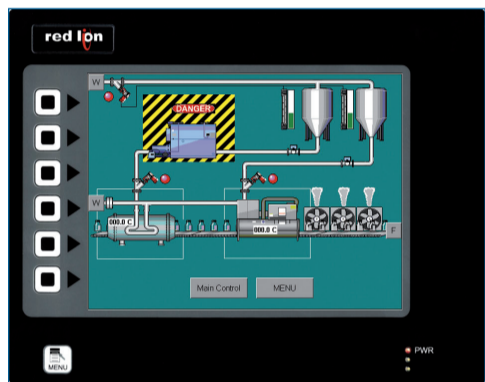 red lion
W
DANGER
W
000.0 C
000.0 C
F
Main Control
MENU
PWR
MENU